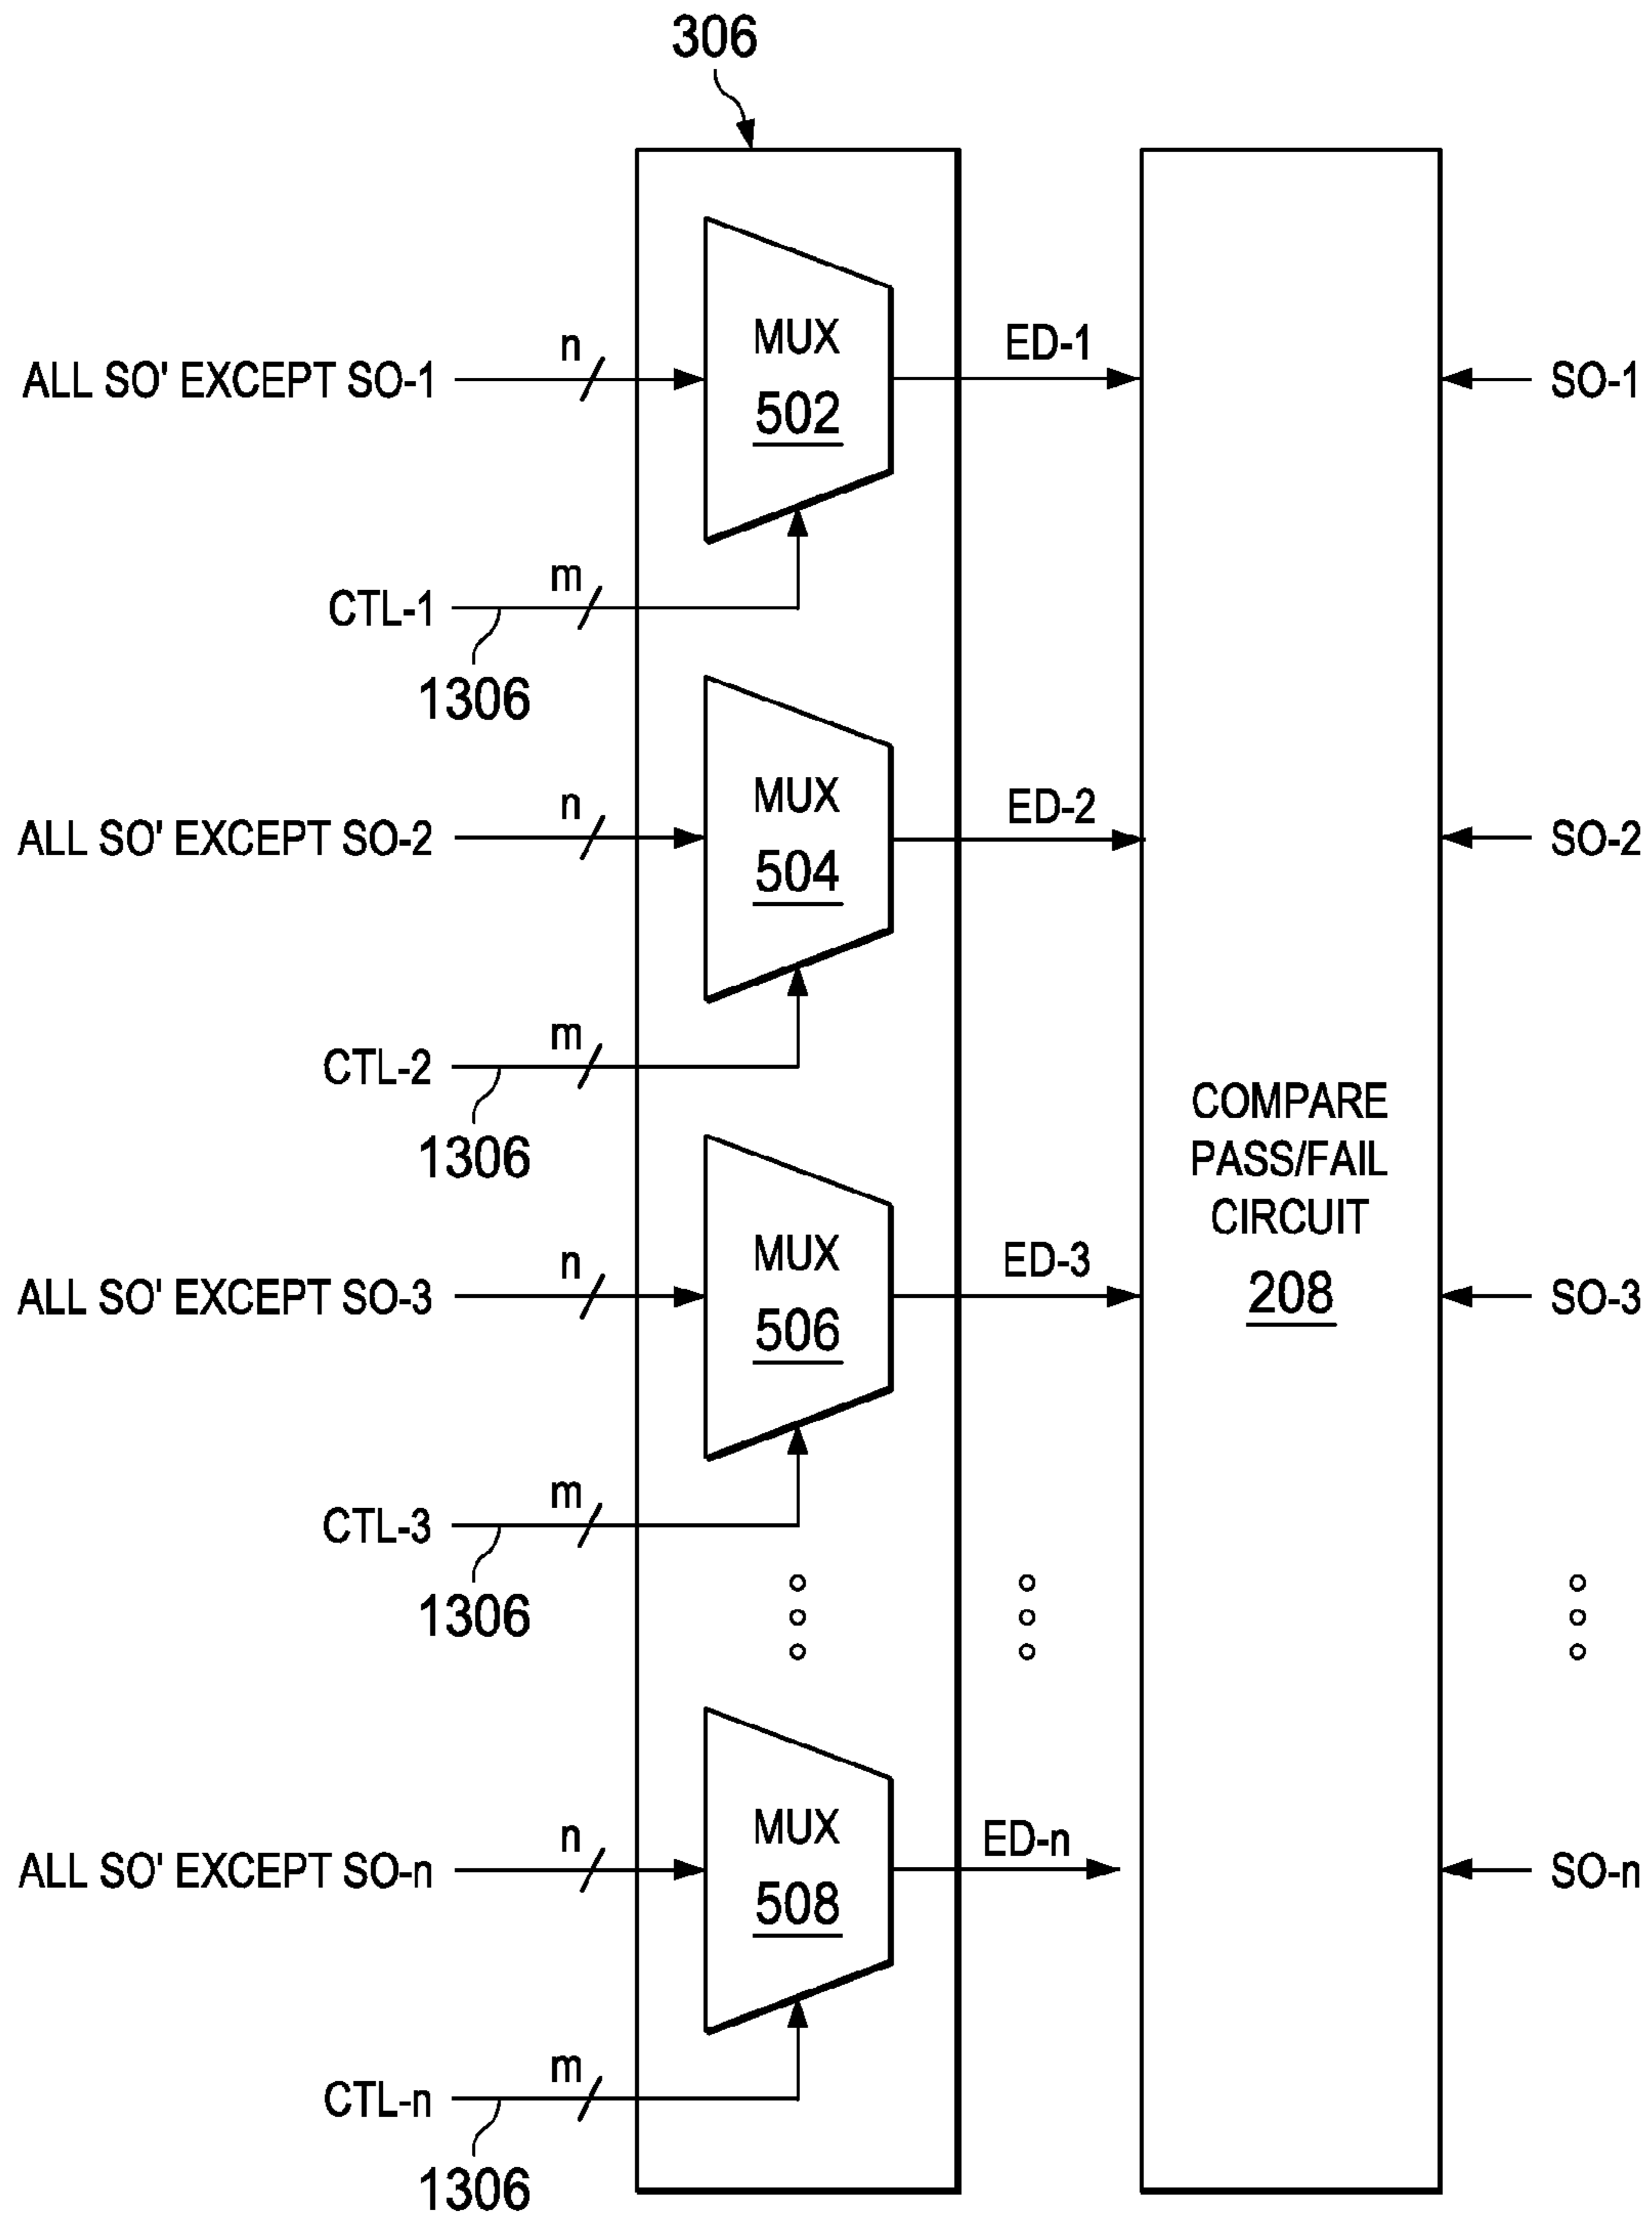 306
MUX
502
n
ALL SO' EXCEPT SO-1
ED-1
SO-1
m
CTL-1
1306
MUX
504
n
ALL SO' EXCEPT SO-2
ED-2
SO-2
m
CTL-2
1306
COMPARE
PASS/FAIL
CIRCUIT
208
MUX
506
n
ALL SO' EXCEPT SO-3
ED-3
SO-3
m
CTL-3
1306
MUX
508
n
ALL SO' EXCEPT SO-n
ED-n
SO-n
m
CTL-n
1306